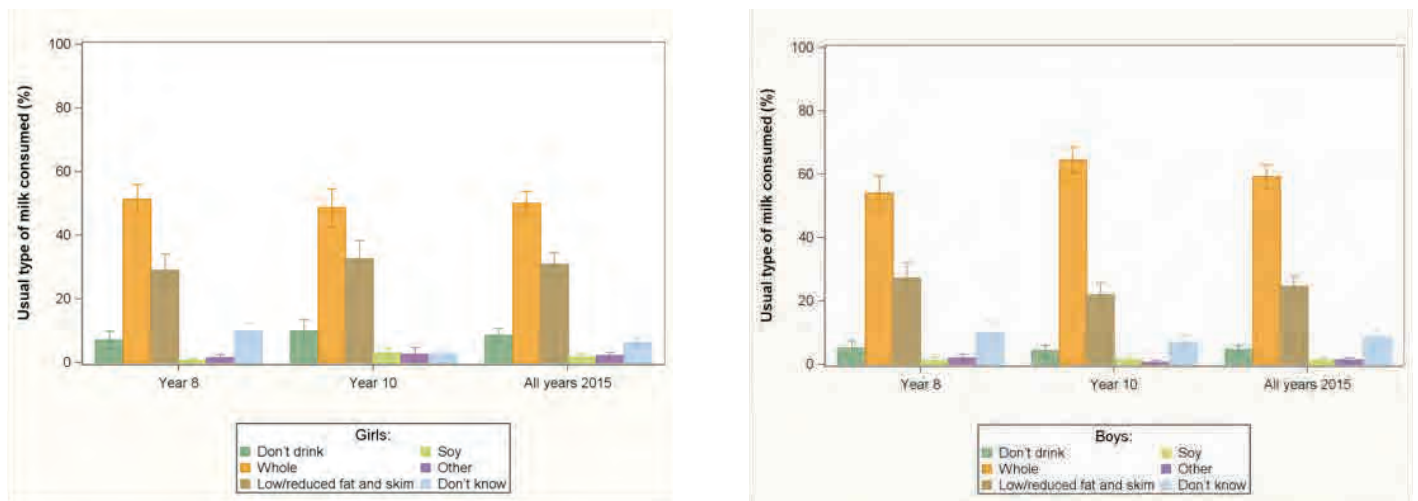 Usual type of milk consumed (%)
100
80
60
40
20
0
Year 8 Year 10 All years 2015
Girls:
Don't drink Soy
Whole Other
Low/reduced fat and skim Don't know
Usual type of milk consumed (%)
100
80
60
40
20
0
Year 8 Year 10 All years 2015
Boys:
Don't drink Soy
Whole Other
Low/reduced fat and skim Don't know